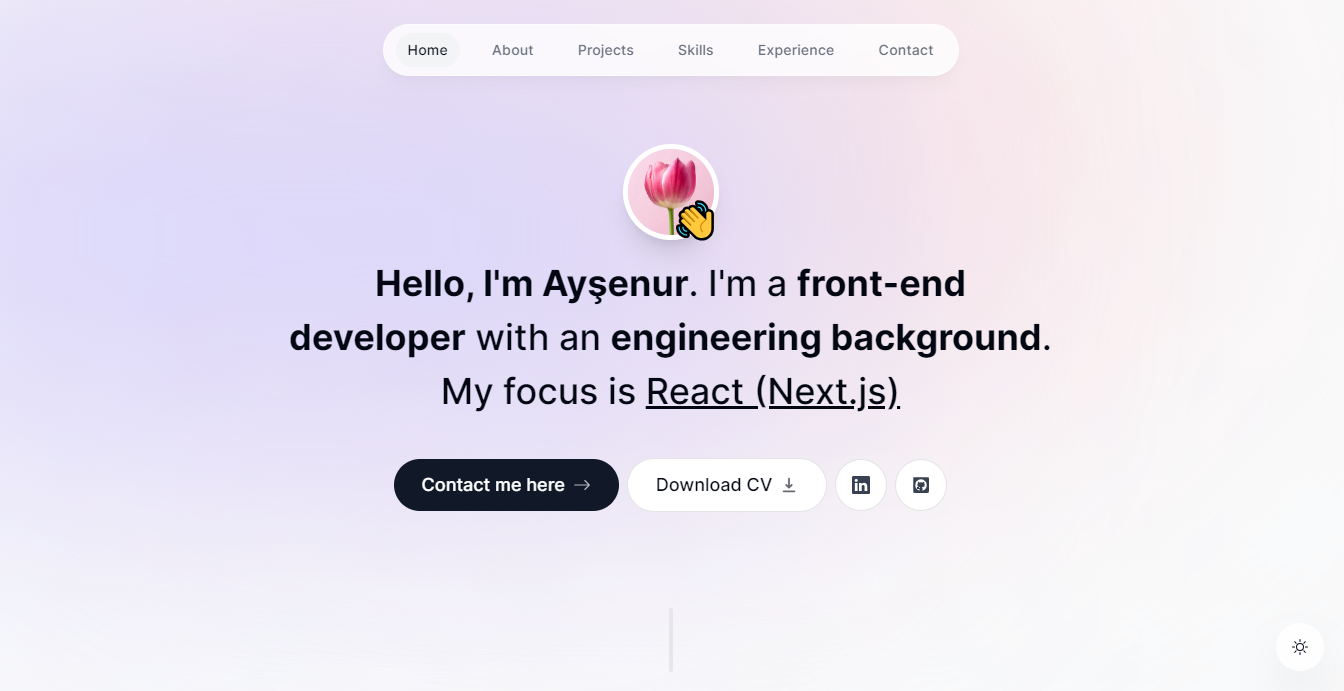 Home About Projects Skills Experience Contact
Hello, I'm Ayşenur. I'm a front-end
developer with an engineering background.
My focus is React (Next.js)
Contact me here Download CV in